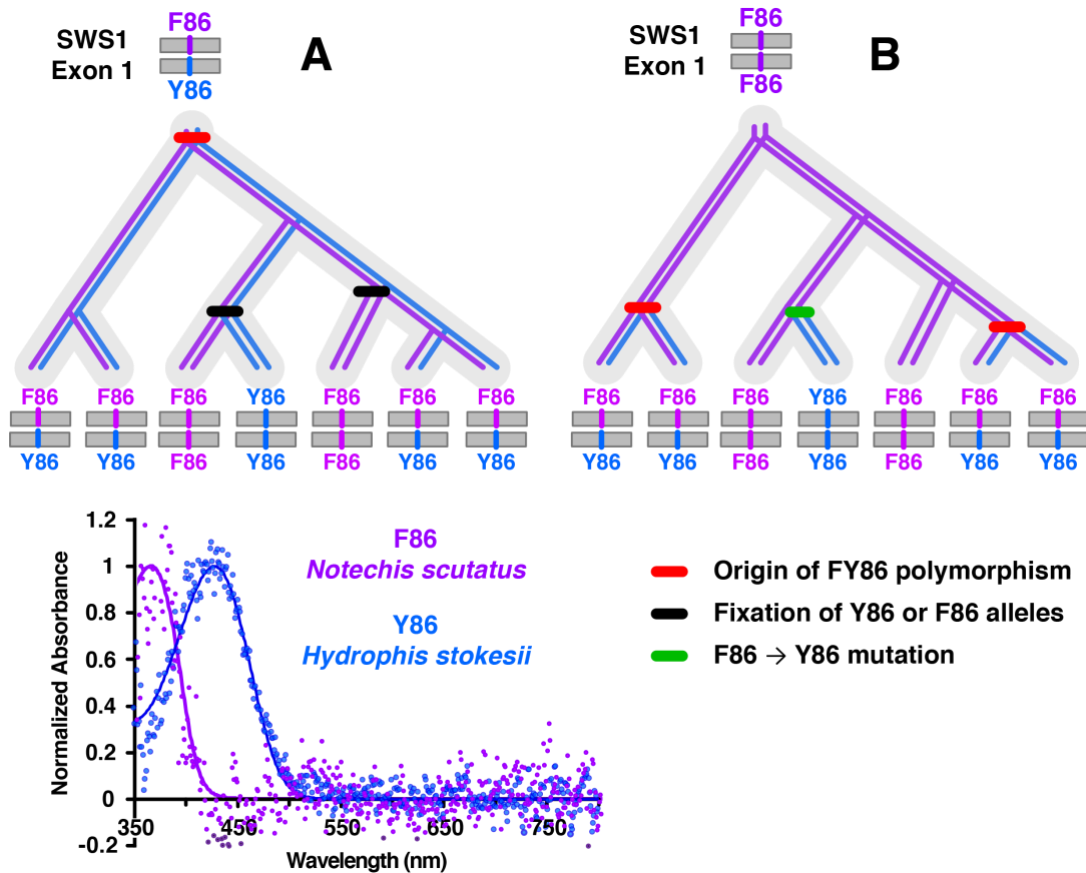 F86
SWS1
Exon 1
Y86
A
F86
SWS1
Exon 1
F86
B
F86 F86 F86 Y86 F86 F86 F86
Y86 Y86 F86 Y86 F86 Y86 Y86
F86 F86 F86 Y86 F86 F86 F86
Y86 Y86 F86 Y86 F86 Y86 Y86
Normalized Absorbance
1.2
1
0.8
0.6
0.4
0.2
0
-0.2
350 450 550 650 750
Wavelength (nm)
F86
Notechis scutatus
Y86
Hydrophis stokesii
Origin of FY86 polymorphism
Fixation of Y86 or F86 alleles
F86 → Y86 mutation